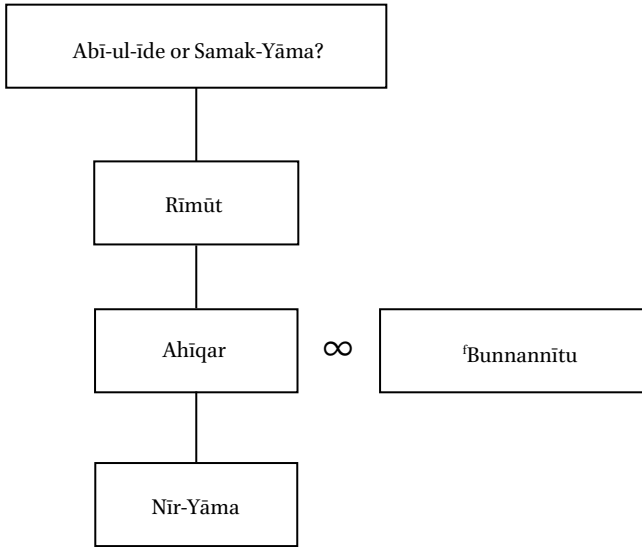 Abī-ul-īde or Samak-Yāma?
Rīmūt
Ahīqar ∞ ᶠBunnannītu
Nīr-Yāma